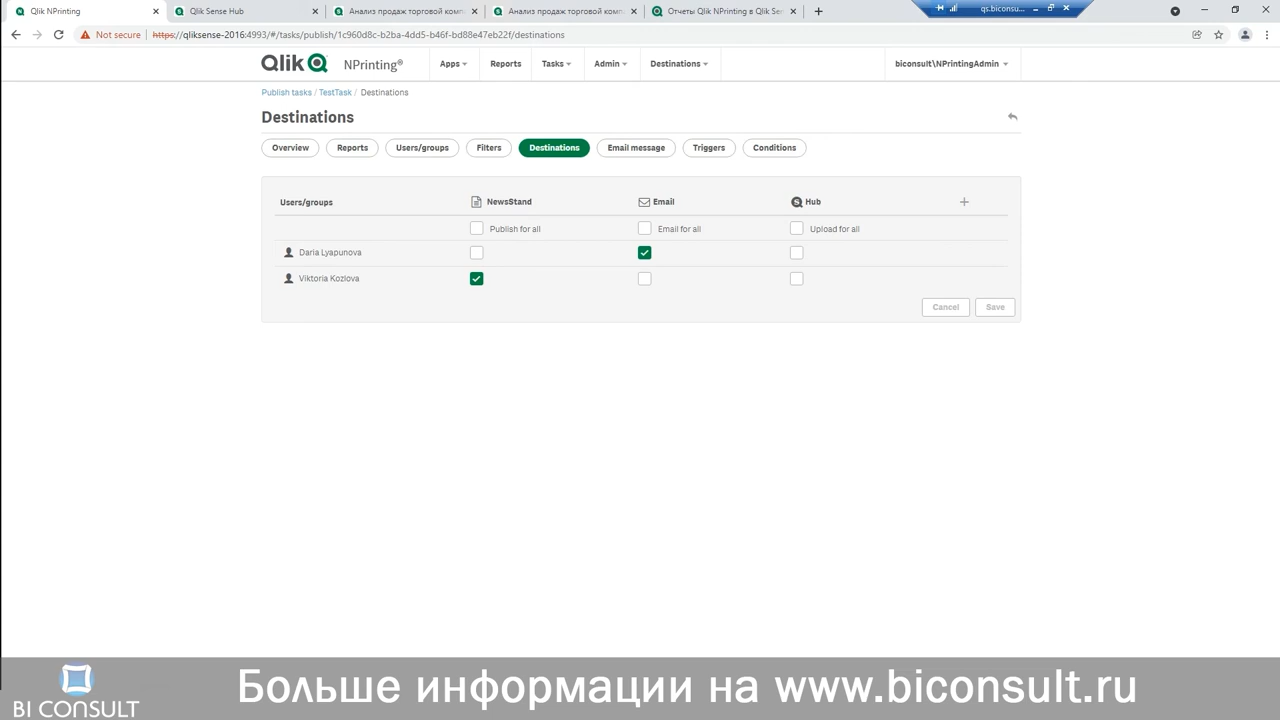 Qlik NPrinting
Qlik Sense Hub
Анализ продаж торговой комп
Анализ продаж торговой комп
Отчеты Qlik NPrinting в Qlik Sen
qs.biconsu...
Not secure
https://qliksense-2016:4993/#/tasks/publish/1c960d8c-b2ba-4dd5-b46f-bd88e47eb22f/destinations
Qlik NPrinting®
Apps
Reports
Tasks
Admin
Destinations
biconsult\NPrintingAdmin
Publish tasks / TestTask / Destinations
Destinations
Overview
Reports
Users/groups
Filters
Destinations
Email message
Triggers
Conditions
Users/groups
NewsStand
Email
Hub
Publish for all
Email for all
Upload for all
Daria Lyapunova
Viktoria Kozlova
Cancel
Save
BI CONSULT
Больше информации на www.biconsult.ru